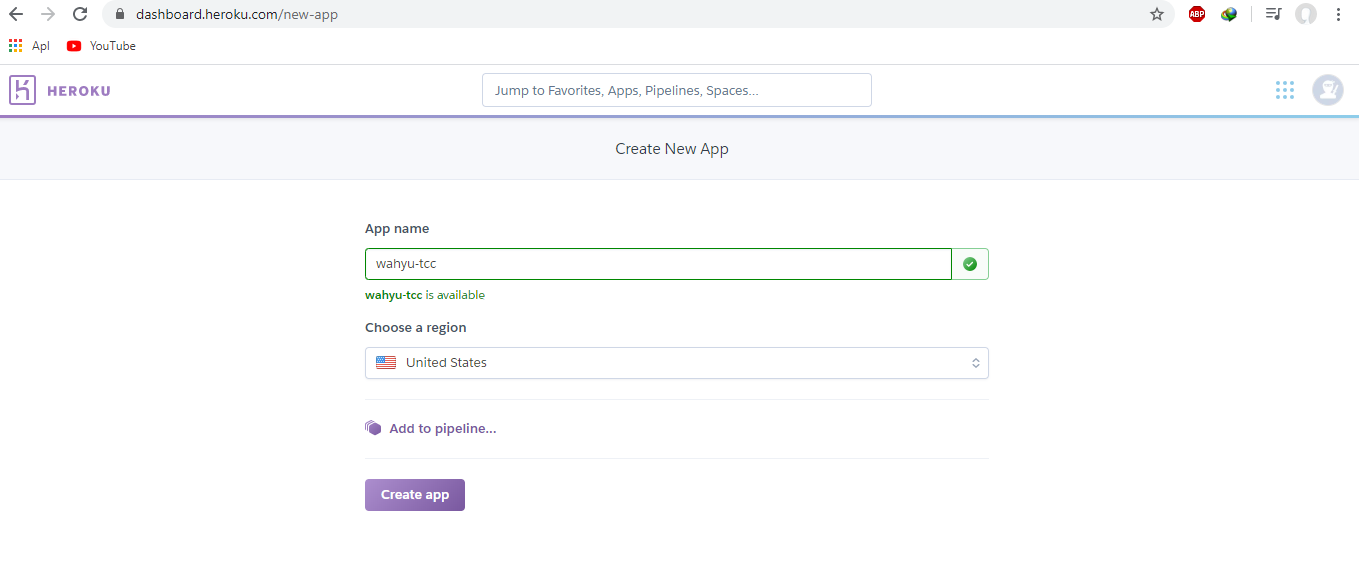 dashboard.heroku.com/new-app
ABP
Apl YouTube
HEROKU
Jump to Favorites, Apps, Pipelines, Spaces...
Create New App
App name
wahyu-tcc
wahyu-tcc is available
Choose a region
United States
Add to pipeline...
Create app